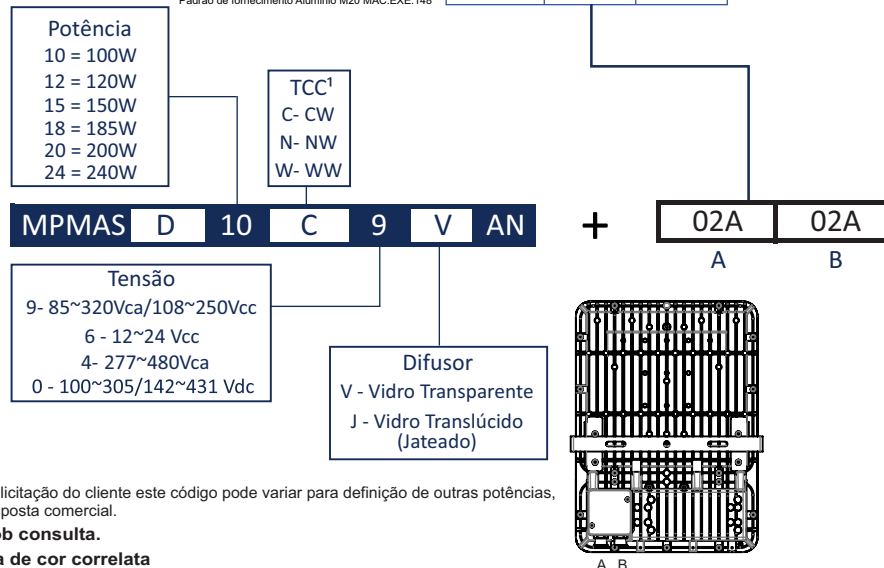 Padrão de fornecimento Alumínio M20 MAC.EXE.148
Potência
10 = 100W
12 = 120W
15 = 150W
18 = 185W
20 = 200W
24 = 240W
TCC¹
C- CW
N- NW
W- WW
MPMAS D 10 C 9 V AN + 02A 02A
A B
Tensão
9- 85~320Vca/108~250Vcc
6 - 12~24 Vcc
4- 277~480Vca
0 - 100~305/142~431 Vdc
Difusor
V - Vidro Transparente
J - Vidro Translúcido
(Jateado)
licitação do cliente este código pode variar para definição de outras potências,
posta comercial.
ob consulta.
a de cor correlata
A B